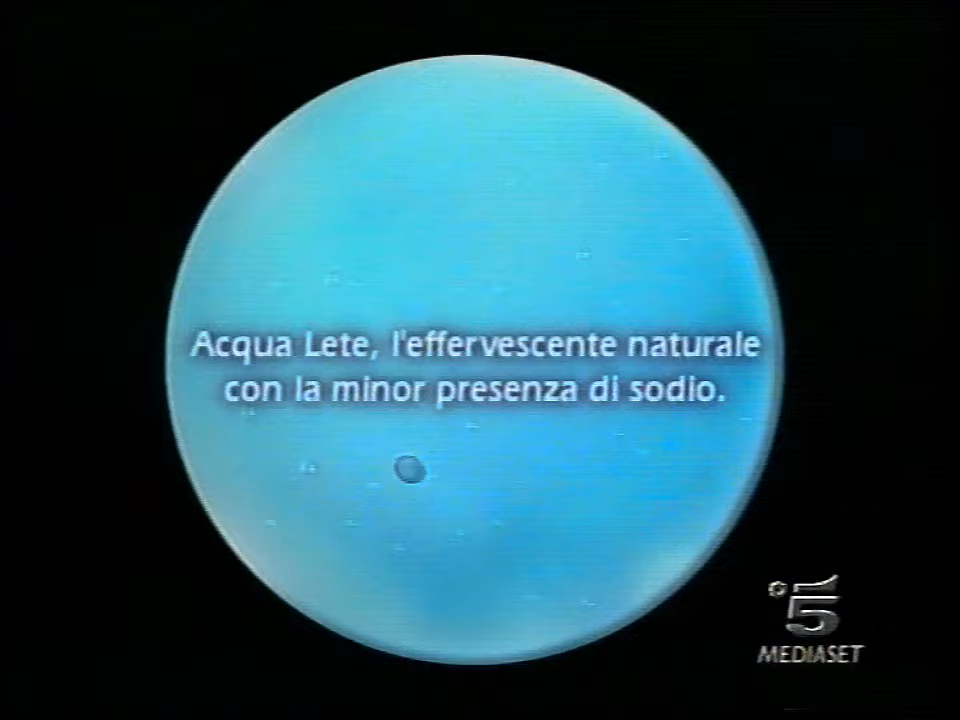 Acqua Lete, l'effervescente naturale
con la minor presenza di sodio.
5
MEDIASET